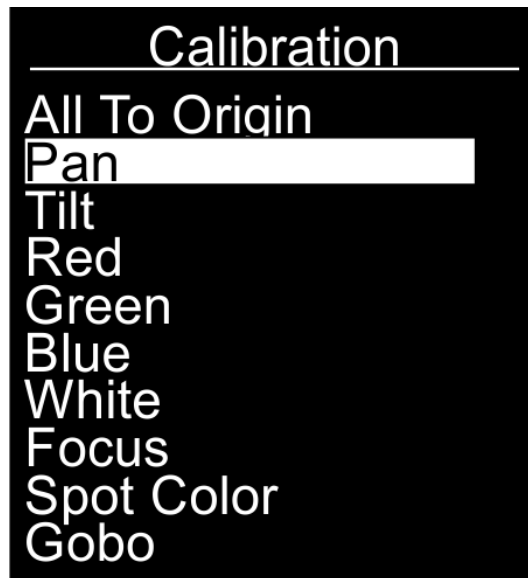 Calibration
All To Origin
Pan
Tilt
Red
Green
Blue
White
Focus
Spot Color
Gobo